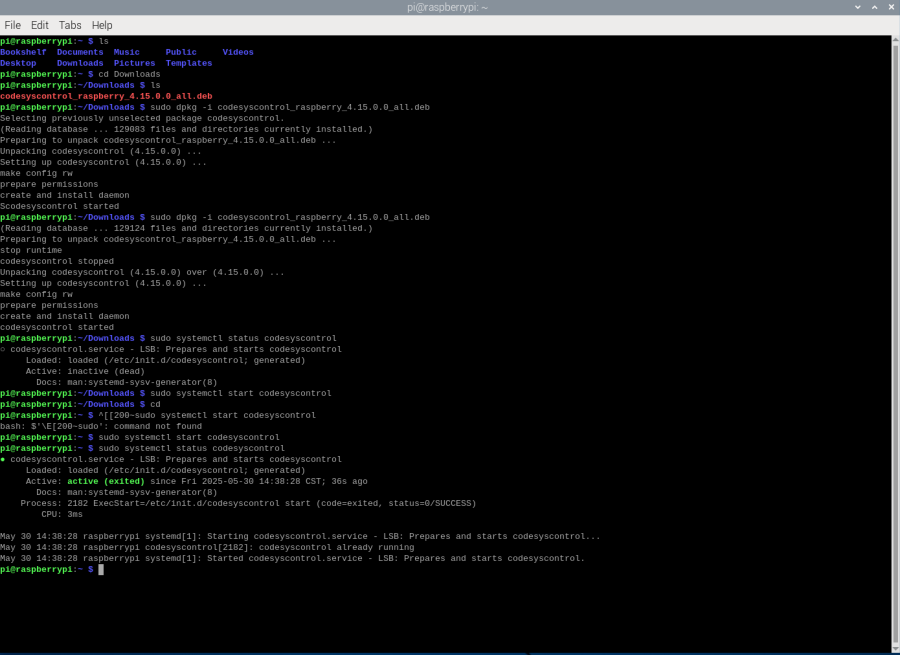 pi@raspberrypi: ~
File Edit Tabs Help
pi@raspberrypi:~ $ ls
Bookshelf  Documents  Music     Public     Videos
Desktop    Downloads  Pictures  Templates
pi@raspberrypi:~ $ cd Downloads
pi@raspberrypi:~/Downloads $ ls
codesyscontrol_raspberry_4.15.0.0_all.deb
pi@raspberrypi:~/Downloads $ sudo dpkg -i codesyscontrol_raspberry_4.15.0.0_all.deb
Selecting previously unselected package codesyscontrol.
(Reading database ... 129083 files and directories currently installed.)
Preparing to unpack codesyscontrol_raspberry_4.15.0.0_all.deb ...
Unpacking codesyscontrol (4.15.0.0) ...
Setting up codesyscontrol (4.15.0.0) ...
make config rw
prepare permissions
create and install daemon
Scodesyscontrol started
pi@raspberrypi:~/Downloads $ sudo dpkg -i codesyscontrol_raspberry_4.15.0.0_all.deb
(Reading database ... 129124 files and directories currently installed.)
Preparing to unpack codesyscontrol_raspberry_4.15.0.0_all.deb ...
stop runtime
codesyscontrol stopped
Unpacking codesyscontrol (4.15.0.0) over (4.15.0.0) ...
Setting up codesyscontrol (4.15.0.0) ...
make config rw
prepare permissions
create and install daemon
codesyscontrol started
pi@raspberrypi:~/Downloads $ sudo systemctl status codesyscontrol
○ codesyscontrol.service - LSB: Prepares and starts codesyscontrol
     Loaded: loaded (/etc/init.d/codesyscontrol; generated)
     Active: inactive (dead)
       Docs: man:systemd-sysv-generator(8)
pi@raspberrypi:~/Downloads $ sudo systemctl start codesyscontrol
pi@raspberrypi:~/Downloads $ cd
pi@raspberrypi:~ $ ^[[200~sudo systemctl start codesyscontrol
bash: $'\E[200~sudo': command not found
pi@raspberrypi:~ $ sudo systemctl start codesyscontrol
pi@raspberrypi:~ $ sudo systemctl status codesyscontrol
● codesyscontrol.service - LSB: Prepares and starts codesyscontrol
     Loaded: loaded (/etc/init.d/codesyscontrol; generated)
     Active: active (exited) since Fri 2025-05-30 14:38:28 CST; 36s ago
       Docs: man:systemd-sysv-generator(8)
    Process: 2182 ExecStart=/etc/init.d/codesyscontrol start (code=exited, status=0/SUCCESS)
        CPU: 3ms
May 30 14:38:28 raspberrypi systemd[1]: Starting codesyscontrol.service - LSB: Prepares and starts codesyscontrol...
May 30 14:38:28 raspberrypi codesyscontrol[2182]: codesyscontrol already running
May 30 14:38:28 raspberrypi systemd[1]: Started codesyscontrol.service - LSB: Prepares and starts codesyscontrol.
pi@raspberrypi:~ $